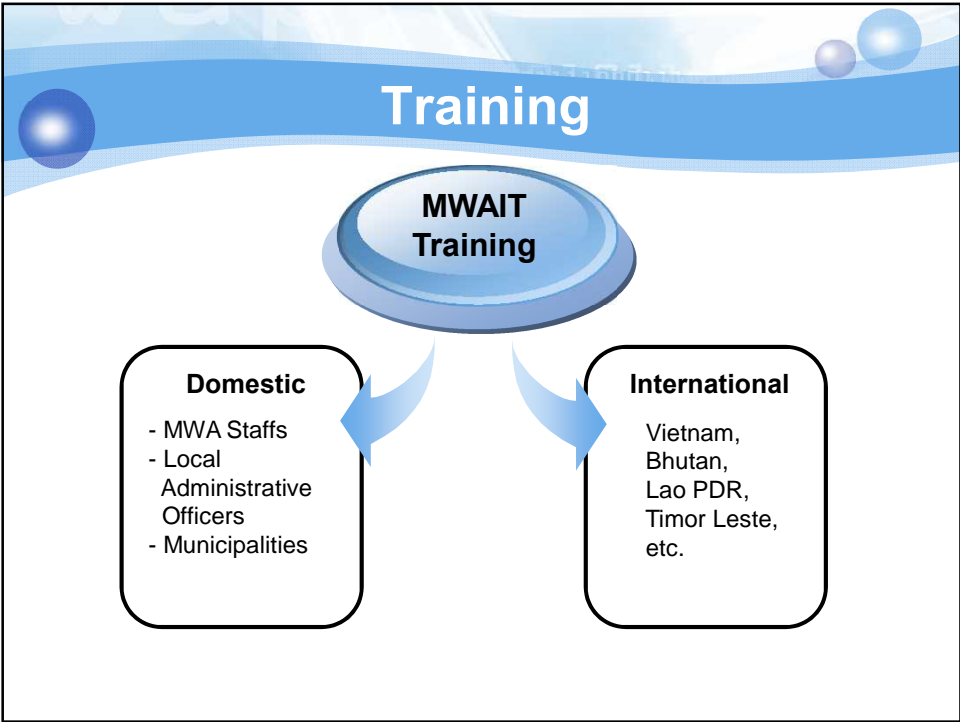 Training
MWAIT
Training
Domestic
- MWA Staffs
- Local
Administrative
Officers
- Municipalities
International
Vietnam,
Bhutan,
Lao PDR,
Timor Leste,
etc.